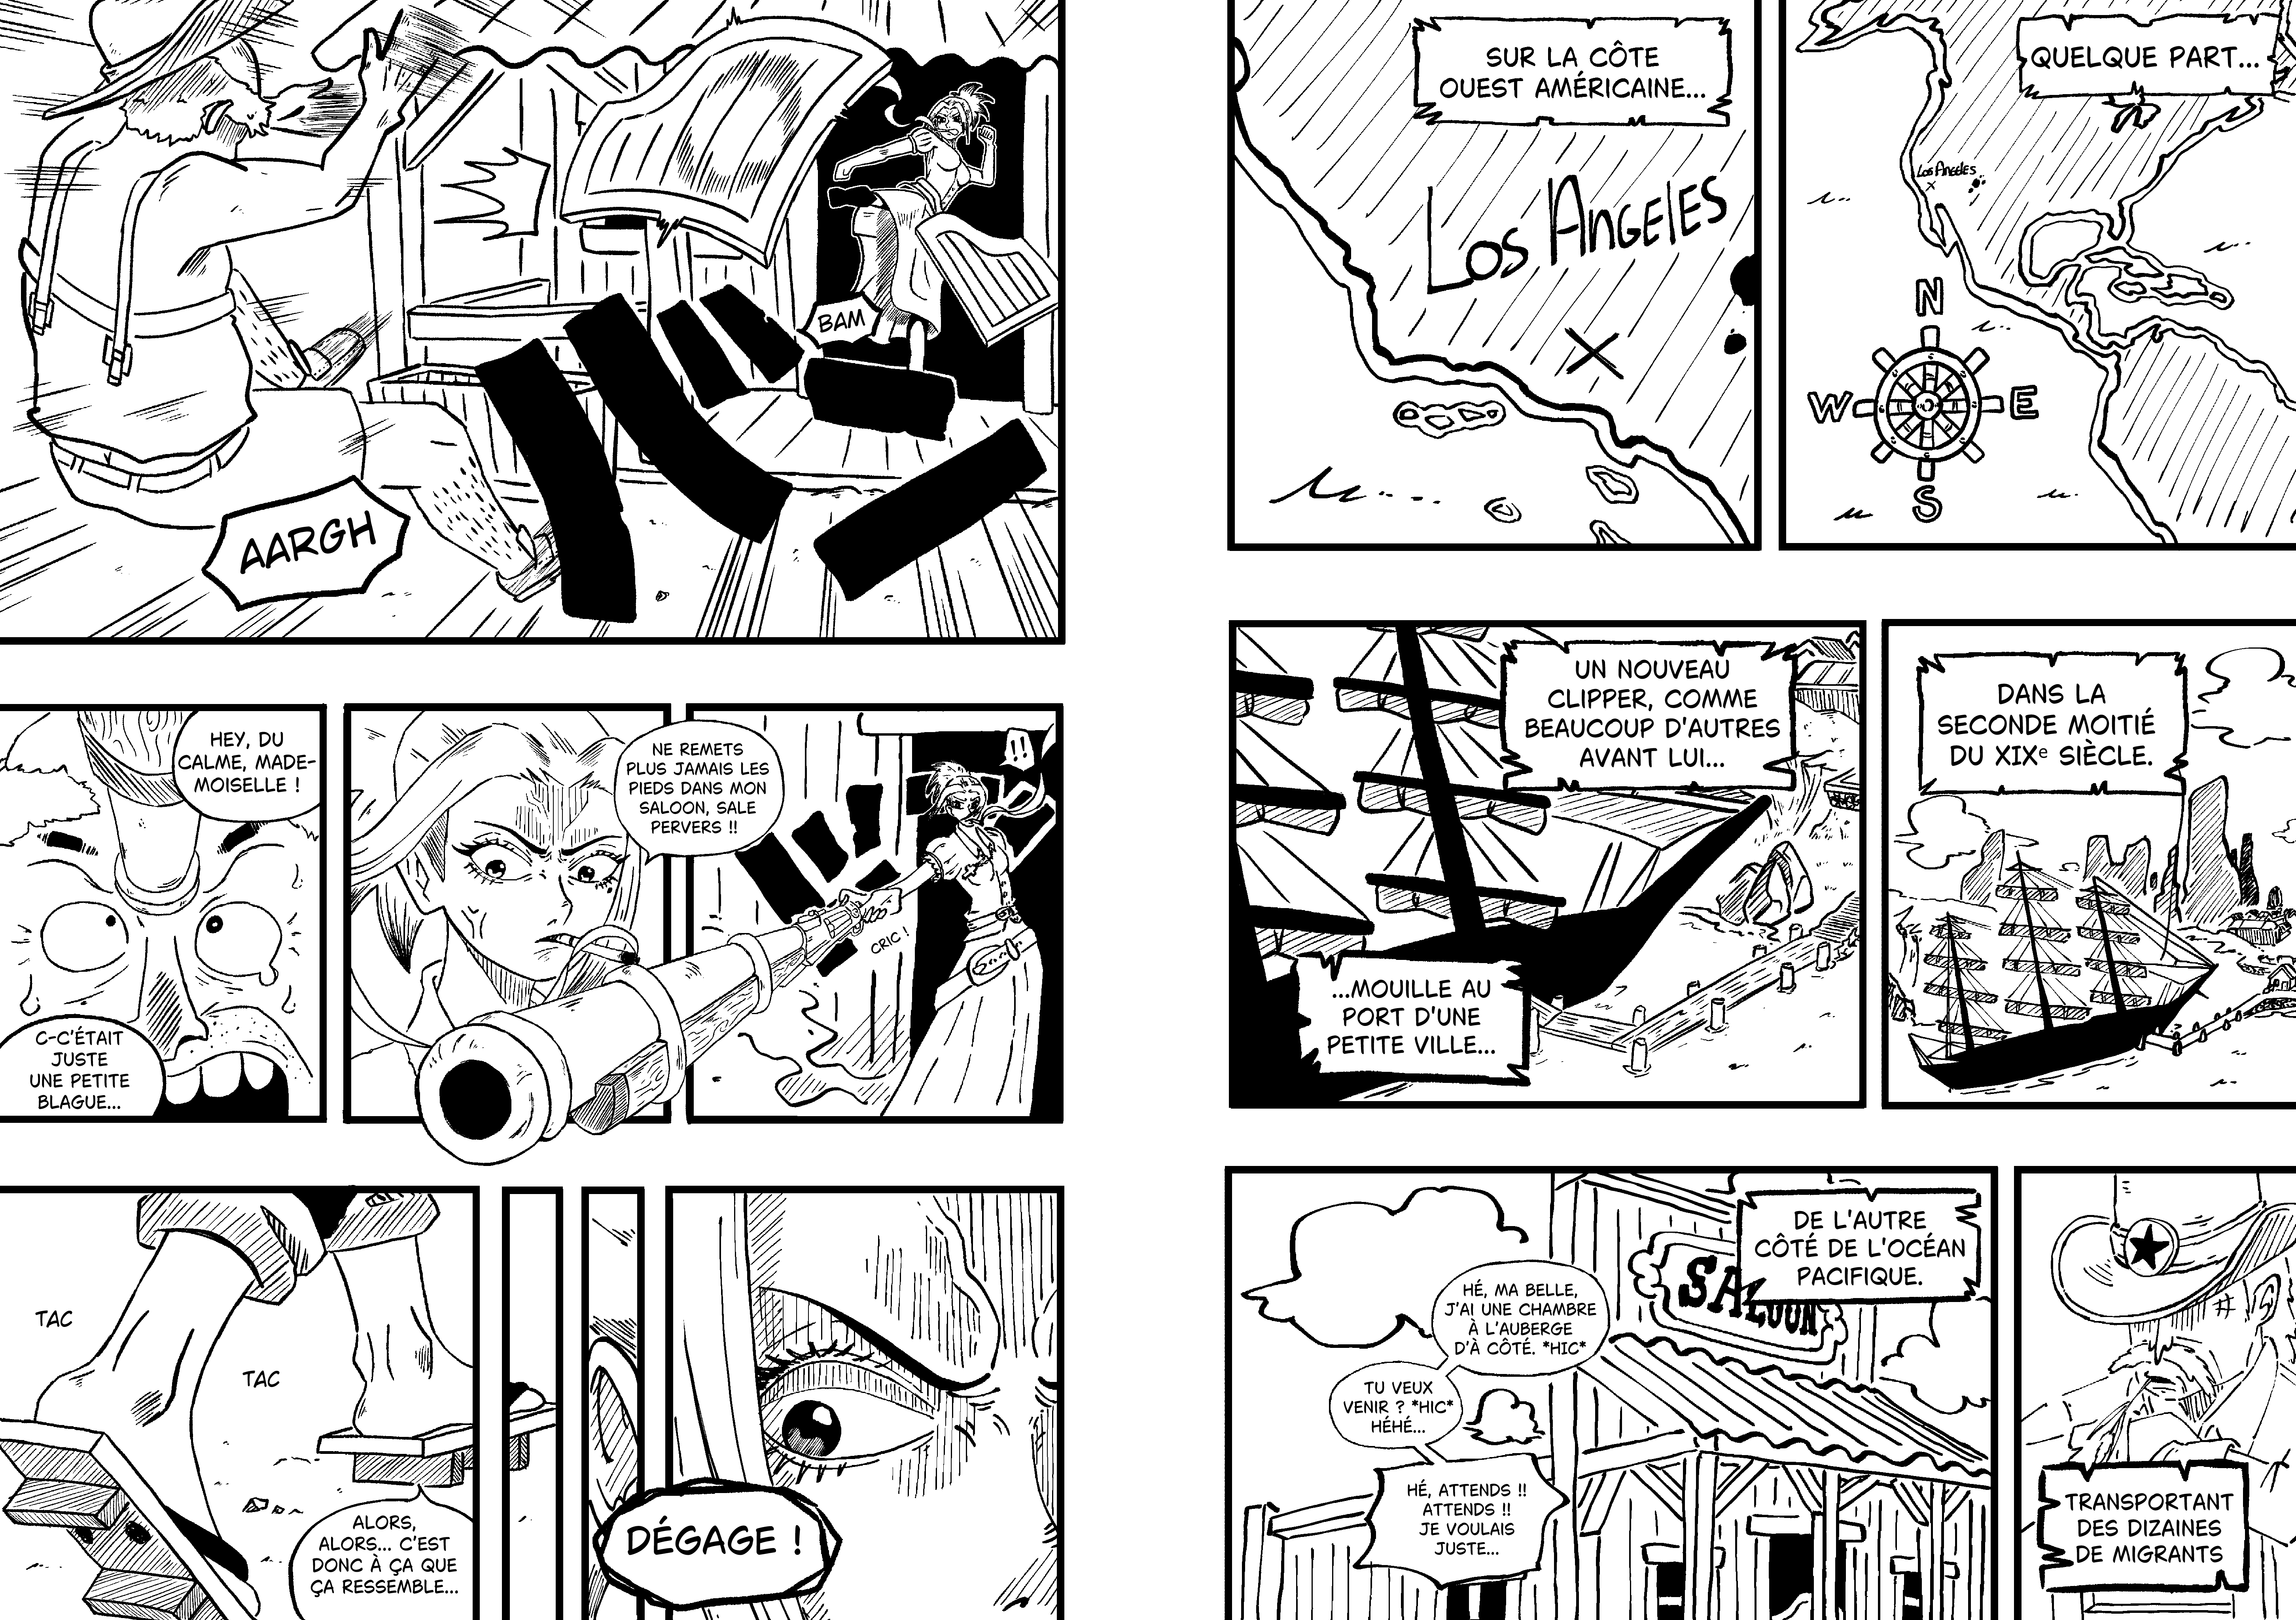 QUELQUE PART...
Los Angeles
N
W
E
S
SUR LA CÔTE
OUEST AMÉRICAINE...
Los Angeles
DANS LA
SECONDE MOITIÉ
DU XIXᵉ SIÈCLE.
UN NOUVEAU
CLIPPER, COMME
BEAUCOUP D'AUTRES
AVANT LUI...
...MOUILLE AU
PORT D'UNE
PETITE VILLE...
TRANSPORTANT
DES DIZAINES
DE MIGRANTS
DE L'AUTRE
CÔTÉ DE L'OCÉAN
PACIFIQUE.
SALOON
HÉ, MA BELLE,
J'AI UNE CHAMBRE
À L'AUBERGE
D'À CÔTÉ. *HIC*
TU VEUX
VENIR ? *HIC*
HÉHÉ...
HÉ, ATTENDS !!
ATTENDS !!
JE VOULAIS
JUSTE...
BAM
AARGH
!!
CRIC !
NE REMETS
PLUS JAMAIS LES
PIEDS DANS MON
SALOON, SALE
PERVERS !!
HEY, DU
CALME, MADE-
MOISELLE !
C-C'ÉTAIT
JUSTE
UNE PETITE
BLAGUE...
DÉGAGE !
TAC
TAC
ALORS,
ALORS... C'EST
DONC À ÇA QUE
ÇA RESSEMBLE...